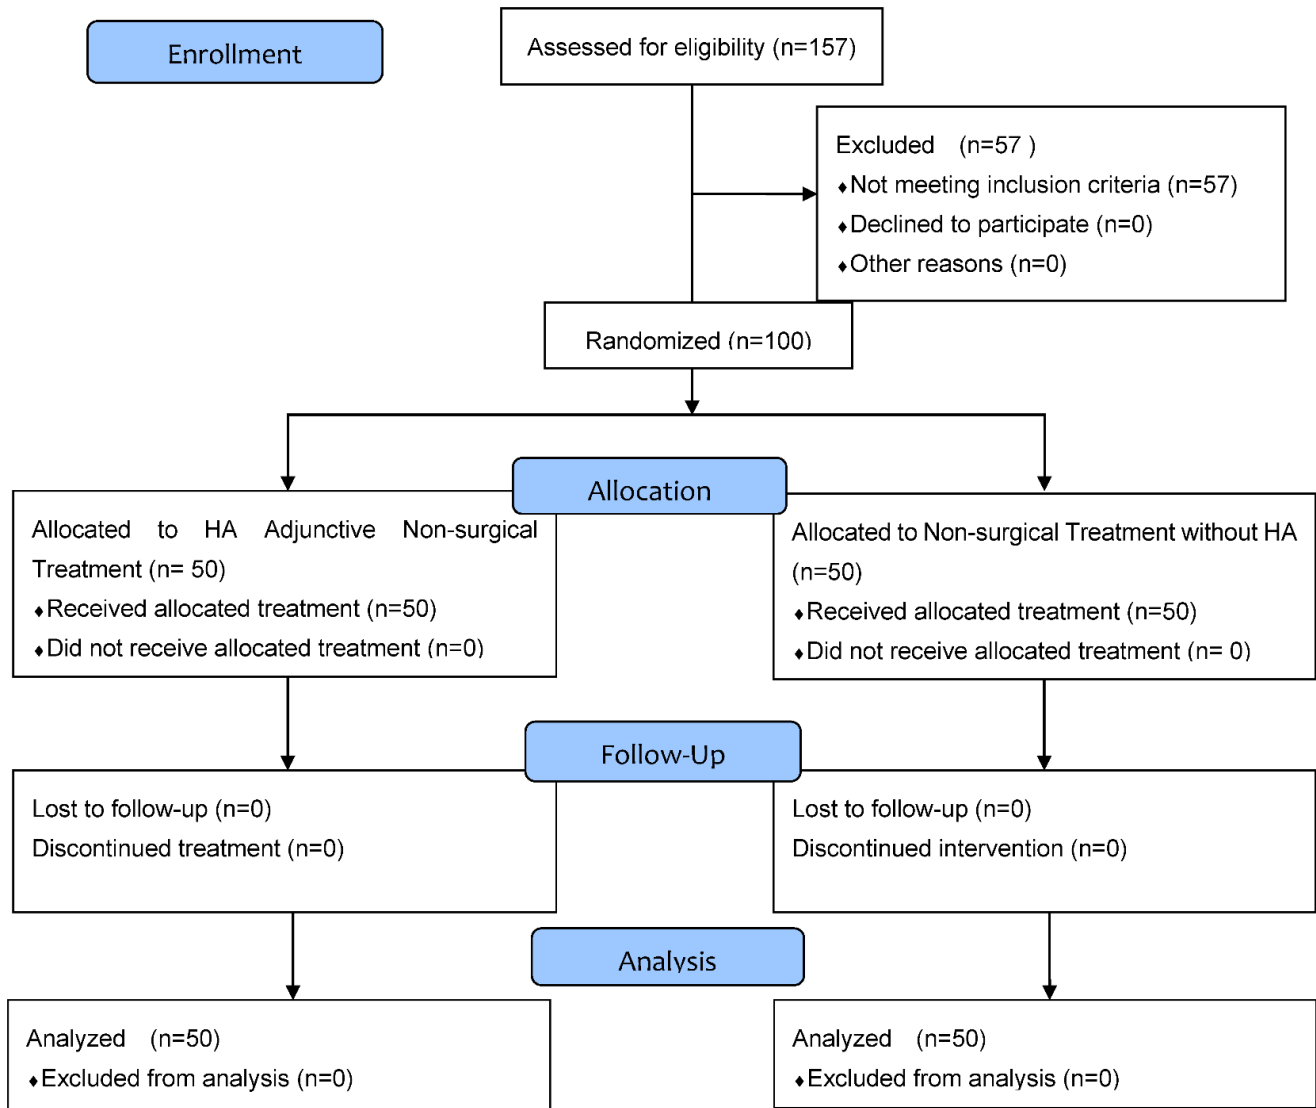 Enrollment
Assessed for eligibility (n=157)
Excluded (n=57 )
♦Not meeting inclusion criteria (n=57)
♦Declined to participate (n=0)
♦Other reasons (n=0)
Randomized (n=100)
Allocation
Allocated to HA Adjunctive Non-surgical
Treatment (n= 50)
♦Received allocated treatment (n=50)
♦Did not receive allocated treatment (n=0)
Allocated to Non-surgical Treatment without HA
(n=50)
♦Received allocated treatment (n=50)
♦Did not receive allocated treatment (n= 0)
Follow-Up
Lost to follow-up (n=0)
Discontinued treatment (n=0)
Lost to follow-up (n=0)
Discontinued intervention (n=0)
Analysis
Analyzed (n=50)
♦Excluded from analysis (n=0)
Analyzed (n=50)
♦Excluded from analysis (n=0)